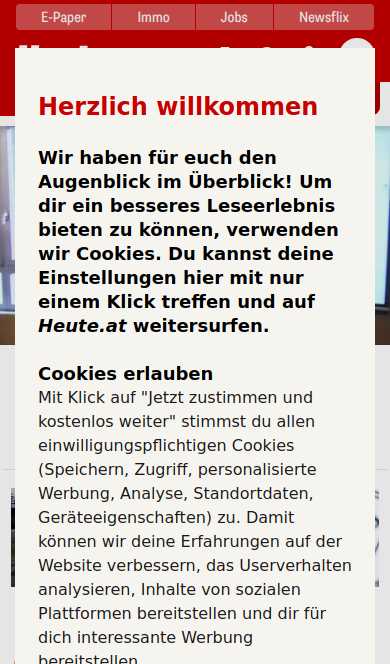 E-Paper
Immo
Jobs
Newsflix
Herzlich willkommen
Wir haben für euch den
Augenblick im Überblick! Um
dir ein besseres Leseerlebnis
bieten zu können, verwenden
wir Cookies. Du kannst deine
Einstellungen hier mit nur
einem Klick treffen und auf
Heute.at weitersurfen.
Cookies erlauben
Mit Klick auf "Jetzt zustimmen und
kostenlos weiter" stimmst du allen
einwilligungspflichtigen Cookies
(Speichern, Zugriff, personalisierte
Werbung, Analyse, Standortdaten,
Geräteeigenschaften) zu. Damit
können wir deine Erfahrungen auf der
Website verbessern, das Userverhalten
analysieren, Inhalte von sozialen
Plattformen bereitstellen und dir für
dich interessante Werbung
bereitstellen